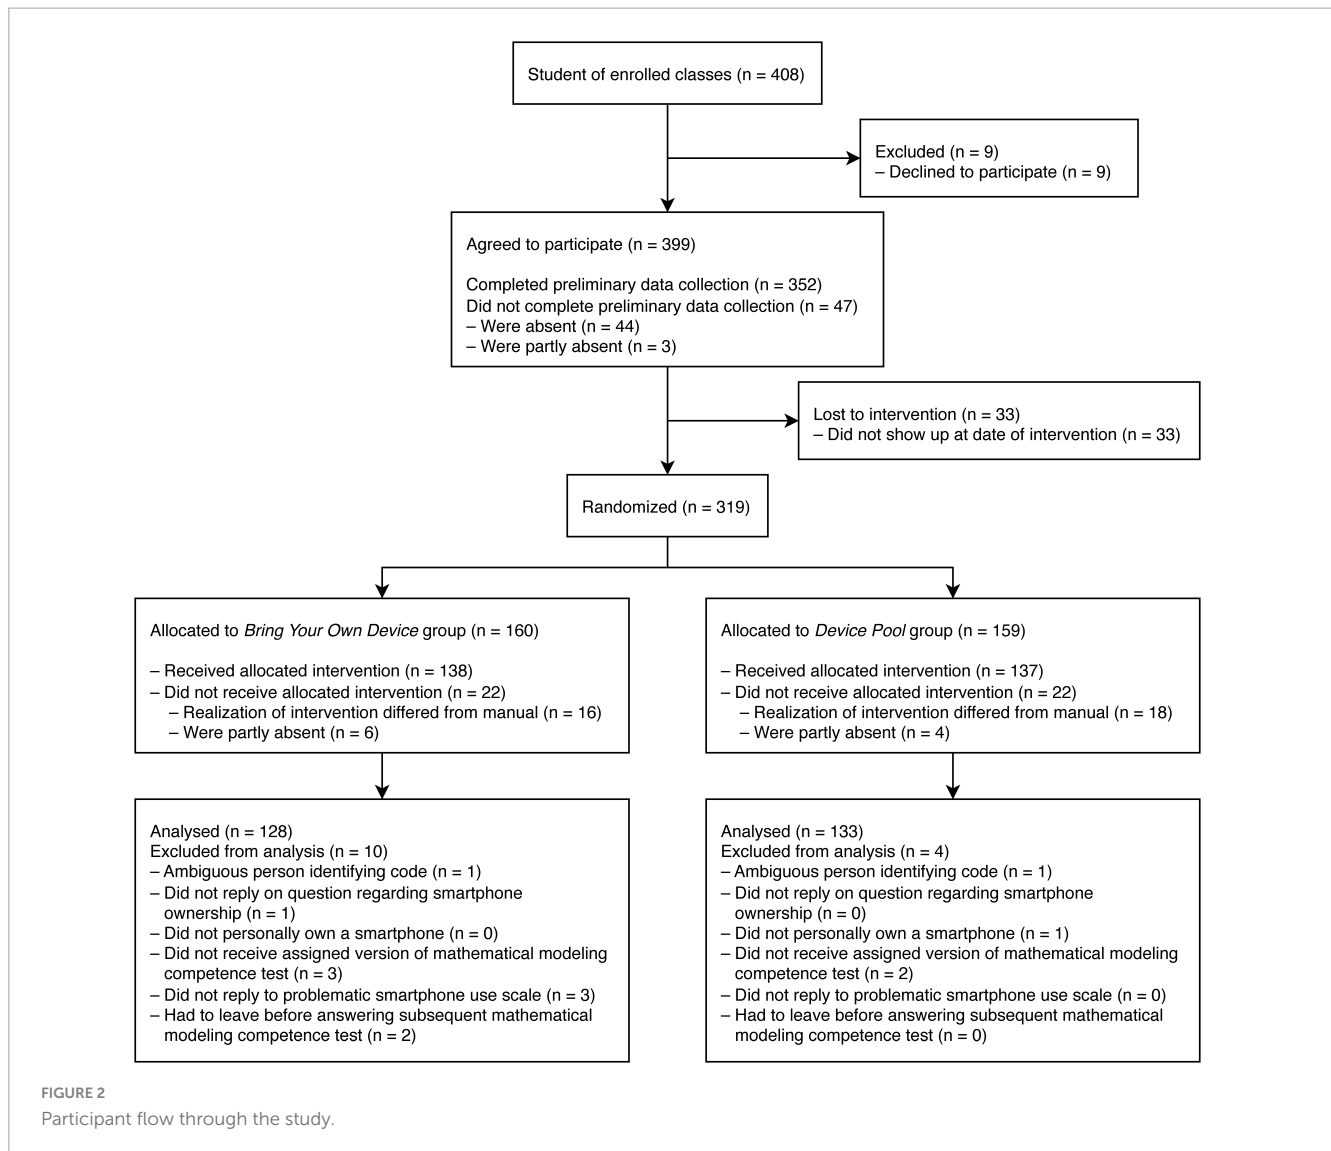 Student of enrolled classes (n = 408)
Excluded (n = 9)
– Declined to participate (n = 9)
Agreed to participate (n = 399)
Completed preliminary data collection (n = 352)
Did not complete preliminary data collection (n = 47)
– Were absent (n = 44)
– Were partly absent (n = 3)
Lost to intervention (n = 33)
– Did not show up at date of intervention (n = 33)
Randomized (n = 319)
Allocated to Bring Your Own Device group (n = 160)
– Received allocated intervention (n = 138)
– Did not receive allocated intervention (n = 22)
– Realization of intervention differed from manual (n = 16)
– Were partly absent (n = 6)
Allocated to Device Pool group (n = 159)
– Received allocated intervention (n = 137)
– Did not receive allocated intervention (n = 22)
– Realization of intervention differed from manual (n = 18)
– Were partly absent (n = 4)
Analysed (n = 128)
Excluded from analysis (n = 10)
– Ambiguous person identifying code (n = 1)
– Did not reply on question regarding smartphone
ownership (n = 1)
– Did not personally own a smartphone (n = 0)
– Did not receive assigned version of mathematical modeling
competence test (n = 3)
– Did not reply to problematic smartphone use scale (n = 3)
– Had to leave before answering subsequent mathematical
modeling competence test (n = 2)
Analysed (n = 133)
Excluded from analysis (n = 4)
– Ambiguous person identifying code (n = 1)
– Did not reply on question regarding smartphone
ownership (n = 0)
– Did not personally own a smartphone (n = 1)
– Did not receive assigned version of mathematical modeling
competence test (n = 2)
– Did not reply to problematic smartphone use scale (n = 0)
– Had to leave before answering subsequent mathematical
modeling competence test (n = 0)
FIGURE 2
Participant flow through the study.